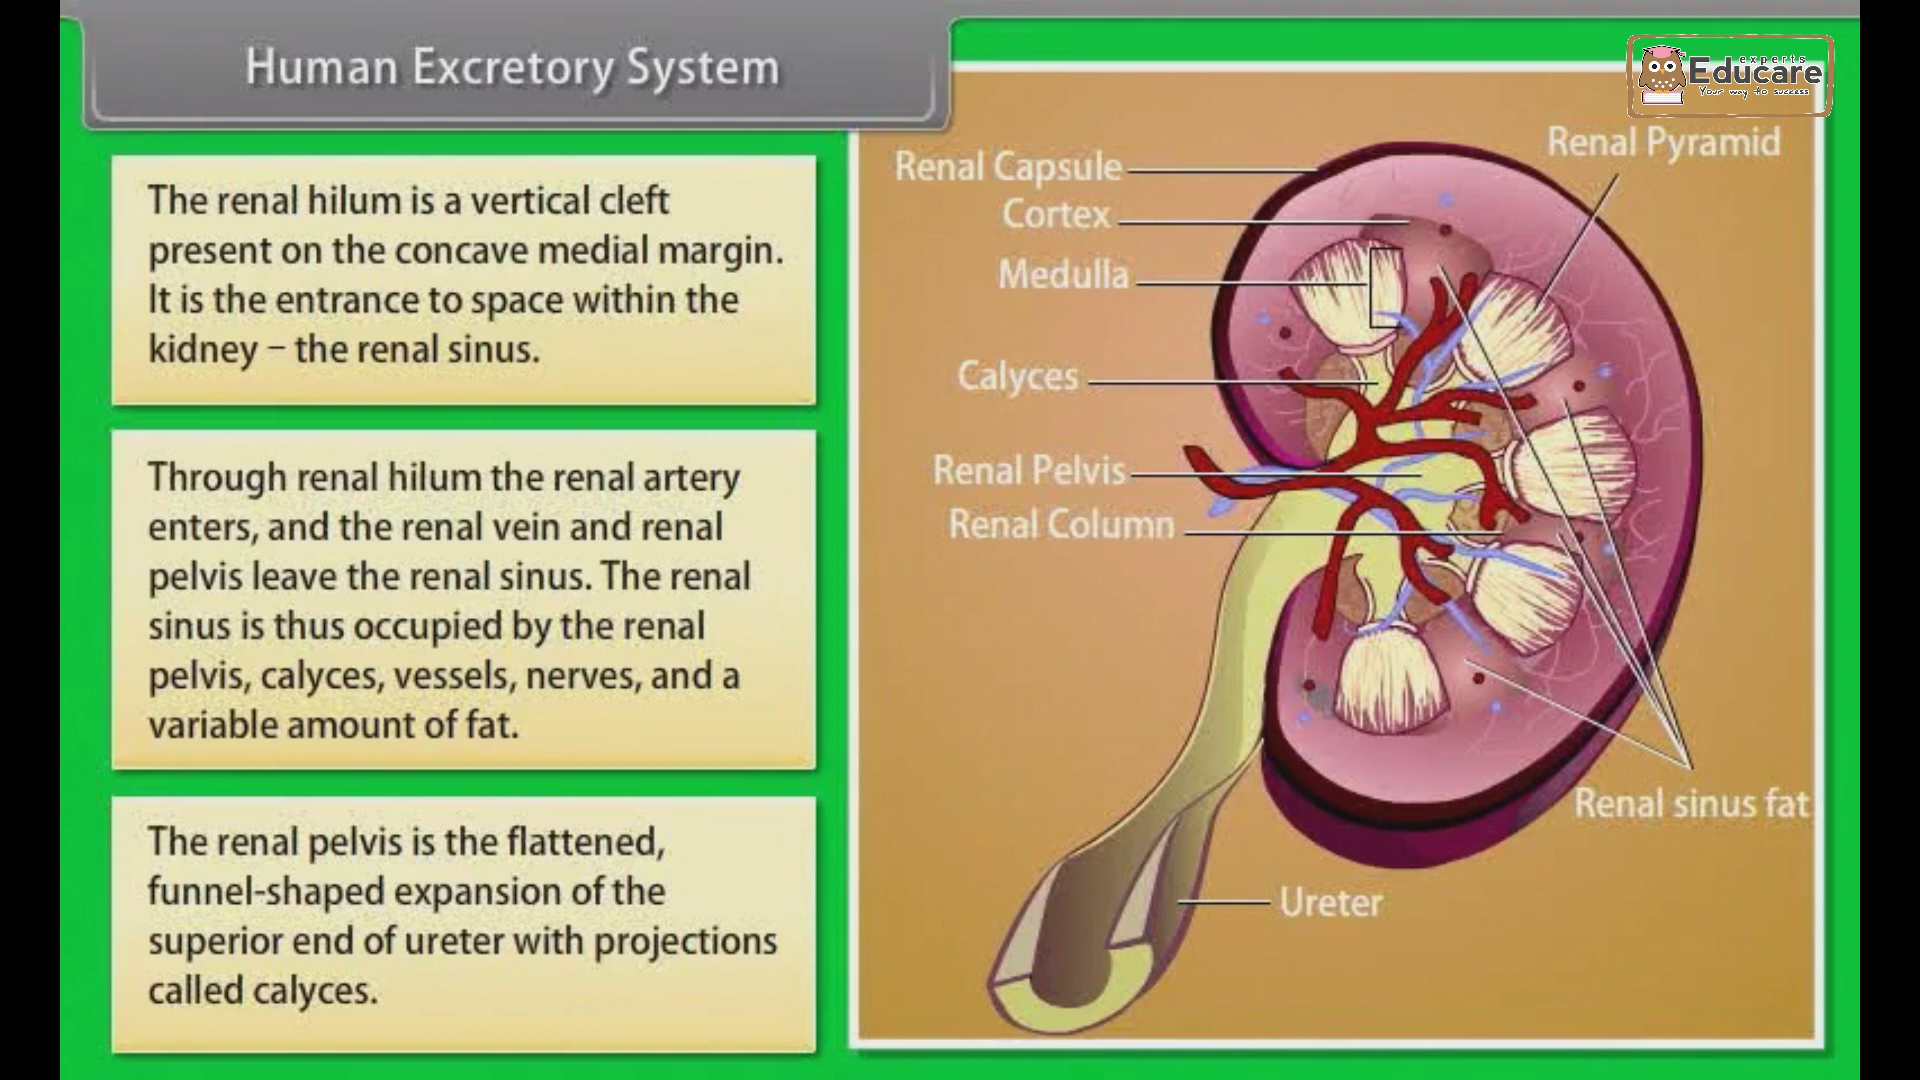 Human Excretory System
experts
Educare
Your way to success
The renal hilum is a vertical cleft
present on the concave medial margin.
It is the entrance to space within the
kidney – the renal sinus.
Through renal hilum the renal artery
enters, and the renal vein and renal
pelvis leave the renal sinus. The renal
sinus is thus occupied by the renal
pelvis, calyces, vessels, nerves, and a
variable amount of fat.
The renal pelvis is the flattened,
funnel-shaped expansion of the
superior end of ureter with projections
called calyces.
Renal Pyramid
Renal Capsule
Cortex
Medulla
Calyces
Renal Pelvis
Renal Column
Renal sinus fat
Ureter